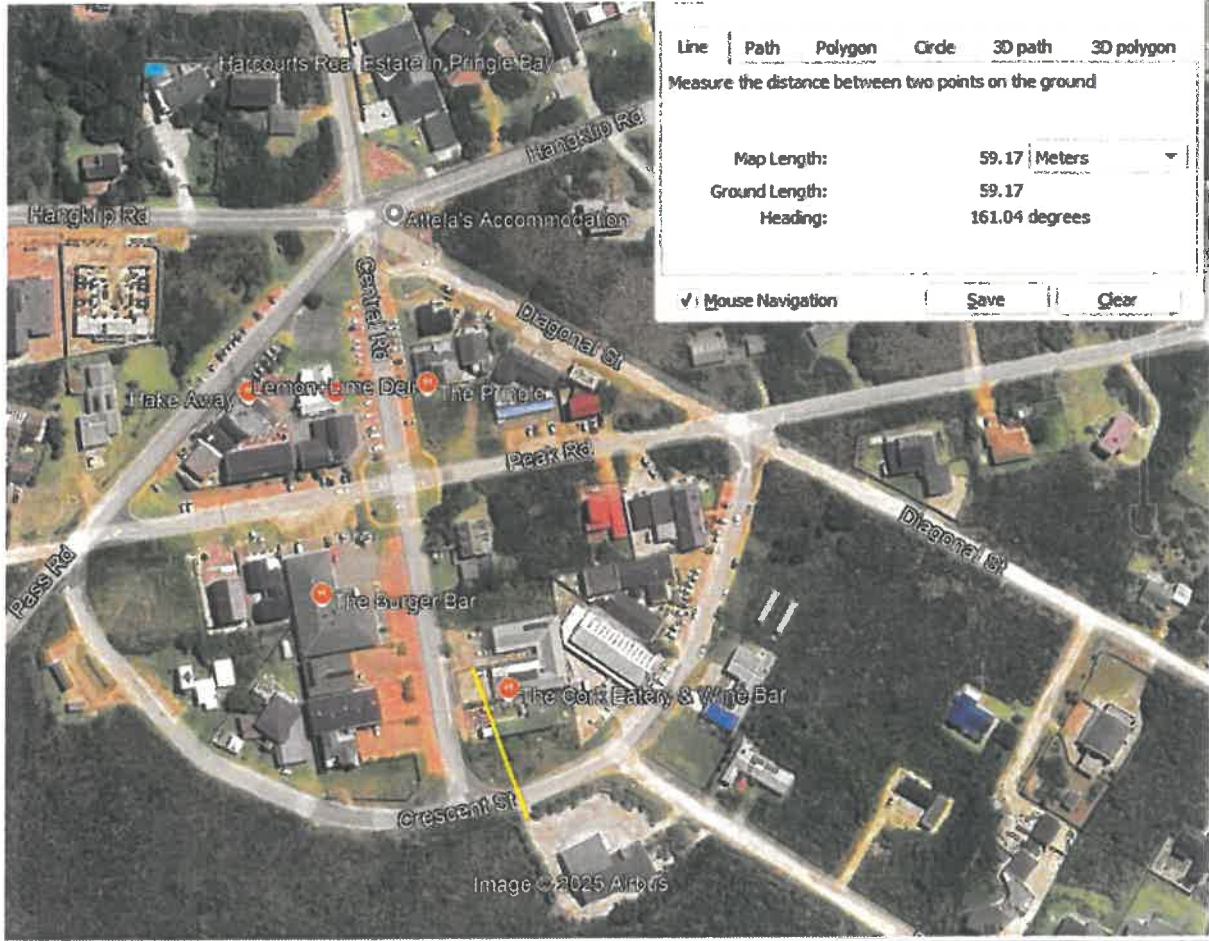 Line Path Polygon Circle 3D path 3D polygon
Measure the distance between two points on the ground
Map Length: 59.17 Meters
Ground Length: 59.17
Heading: 161.04 degrees
Mouse Navigation Save Clear
Harcourts Real Estate in Pringle Bay
Hangklip Rd
Hangklip Rd
Attela's Accommodation
Central Rd
Diagonal St
Hake Away
Lemon+Lime Deli
The Pringle
Peak Rd
Diagonal St
Pass Rd
The Burger Bar
The Cork Eatery & Wine Bar
Crescent St
Image © 2025 Airbus